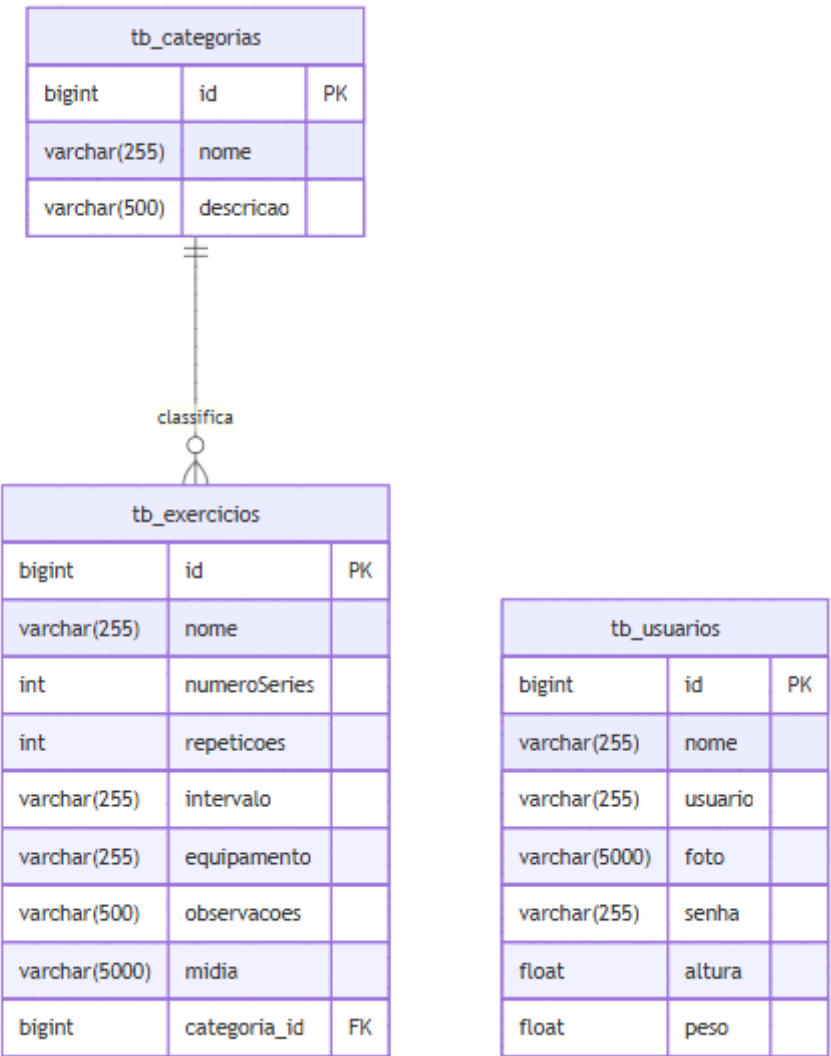 tb_categorias
bigint id PK
varchar(255) nome
varchar(500) descricao
classifica
tb_exercicios
bigint id PK
varchar(255) nome
int numeroSeries
int repeticoes
varchar(255) intervalo
varchar(255) equipamento
varchar(500) observacoes
varchar(5000) midia
bigint categoria_id FK
tb_usuarios
bigint id PK
varchar(255) nome
varchar(255) usuario
varchar(5000) foto
varchar(255) senha
float altura
float peso